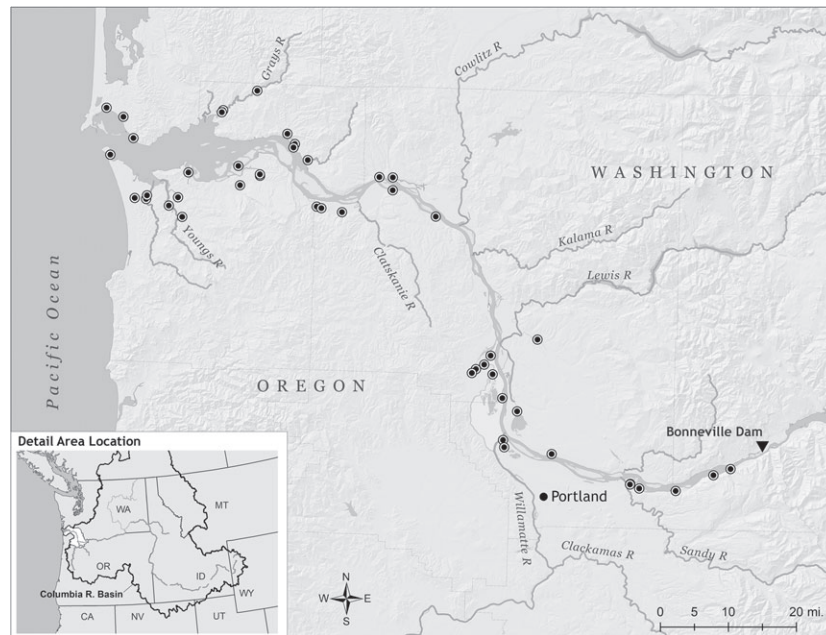 Grays R
Cowlitz R
WASHINGTON
Kalama R
Youngs R
Clatskanie R
Lewis R
Pacific Ocean
OREGON
Bonneville Dam
Portland
Willamatte R
Clackamas R
Sandy R
Detail Area Location
WA
MT
OR
ID
WY
Columbia R. Basin
CA
NV
UT
N
W
E
S
0 5 10 20 mi.